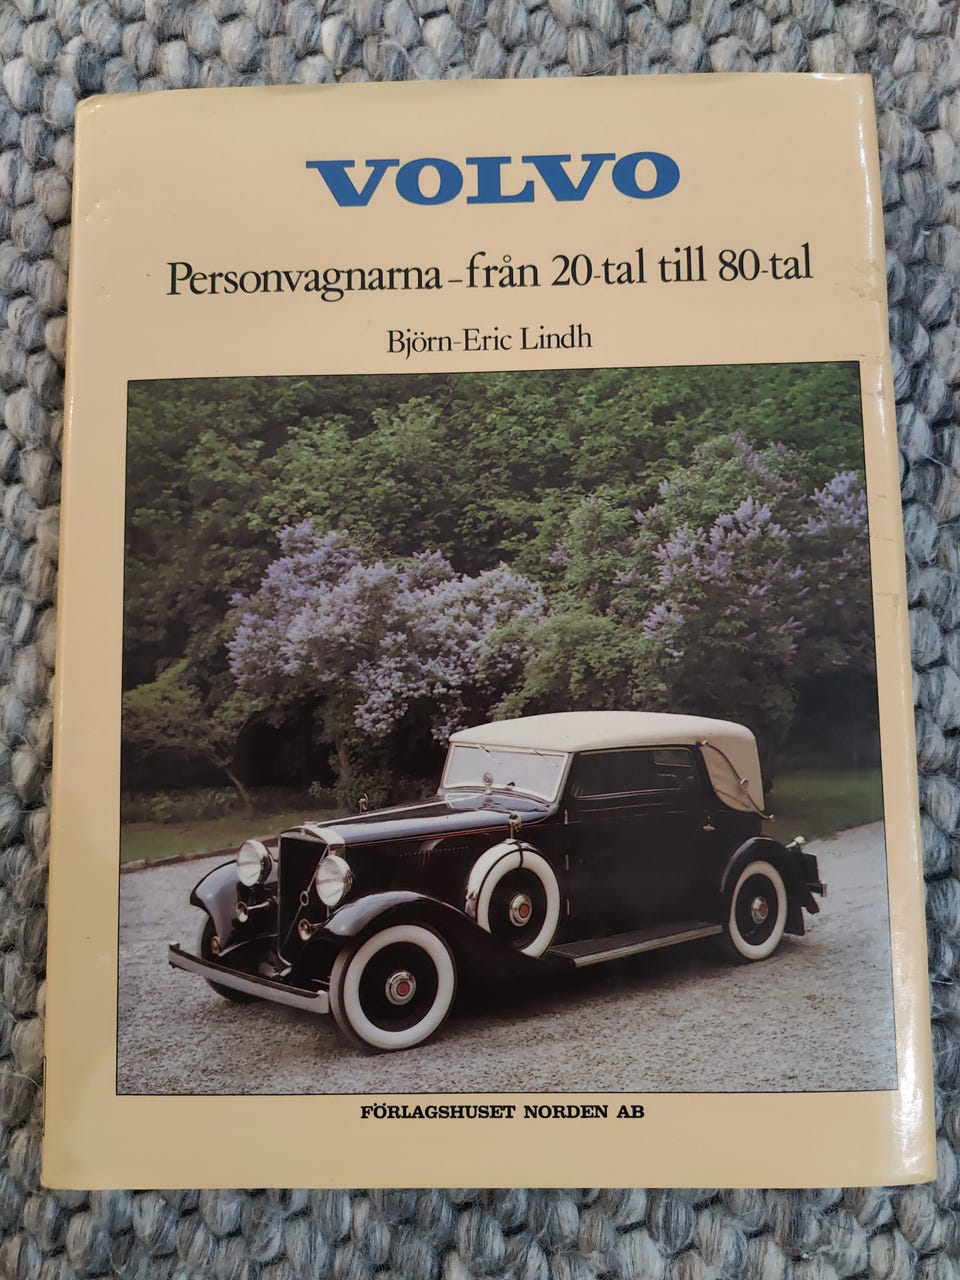 VOLVO
Personvagnarna – från 20-tal till 80-tal
Björn-Eric Lindh
FÖRLAGSHUSET NORDEN AB